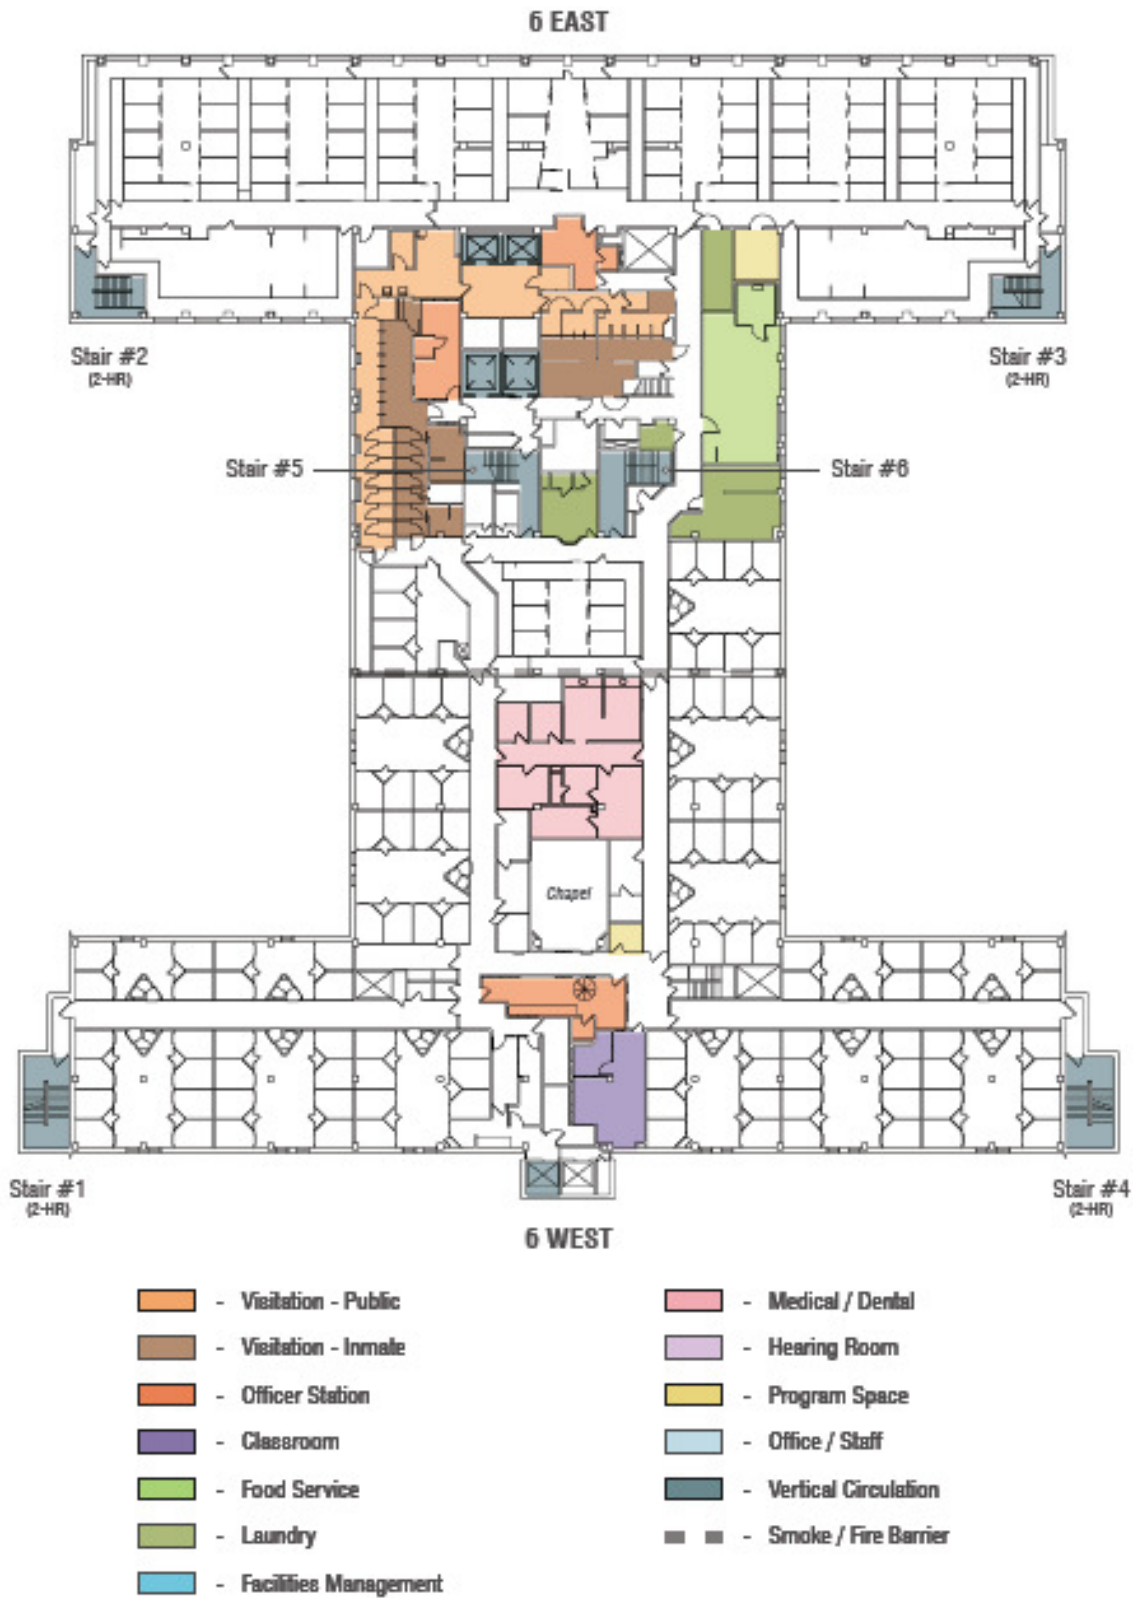 6 EAST
Stair #2
(2-HR)
Stair #3
(2-HR)
Stair #5
Stair #6
Chapel
Stair #1
(2-HR)
Stair #4
(2-HR)
6 WEST
- Visitation - Public
- Visitation - Inmate
- Officer Station
- Classroom
- Food Service
- Laundry
- Facilities Management
- Medical / Dental
- Hearing Room
- Program Space
- Office / Staff
- Vertical Circulation
- Smoke / Fire Barrier